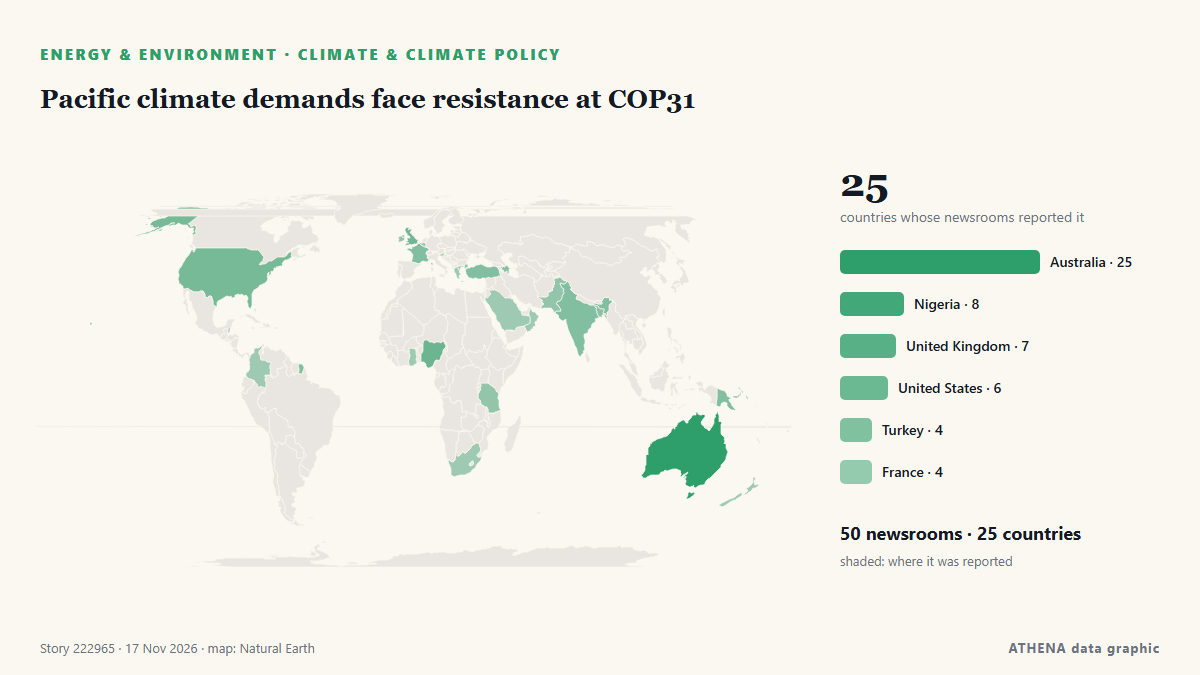 ENERGY & ENVIRONMENT · CLIMATE & CLIMATE POLICY
Pacific climate demands face resistance at COP31
25
countries whose newsrooms reported it
Australia · 25
Nigeria · 8
United Kingdom · 7
United States · 6
Turkey · 4
France · 4
50 newsrooms · 25 countries
shaded: where it was reported
Story 222965 · 17 Nov 2026 · map: Natural Earth
ATHENA data graphic